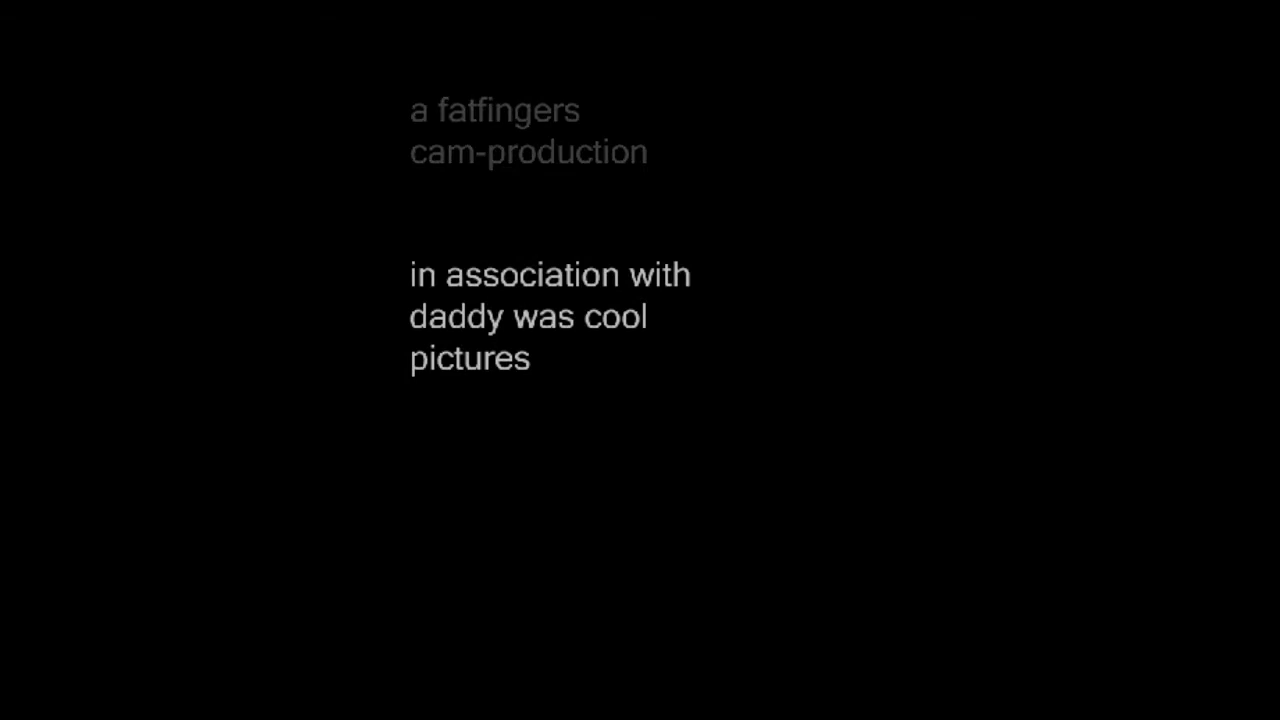 a fatfingers
cam-production
in association with
daddy was cool
pictures